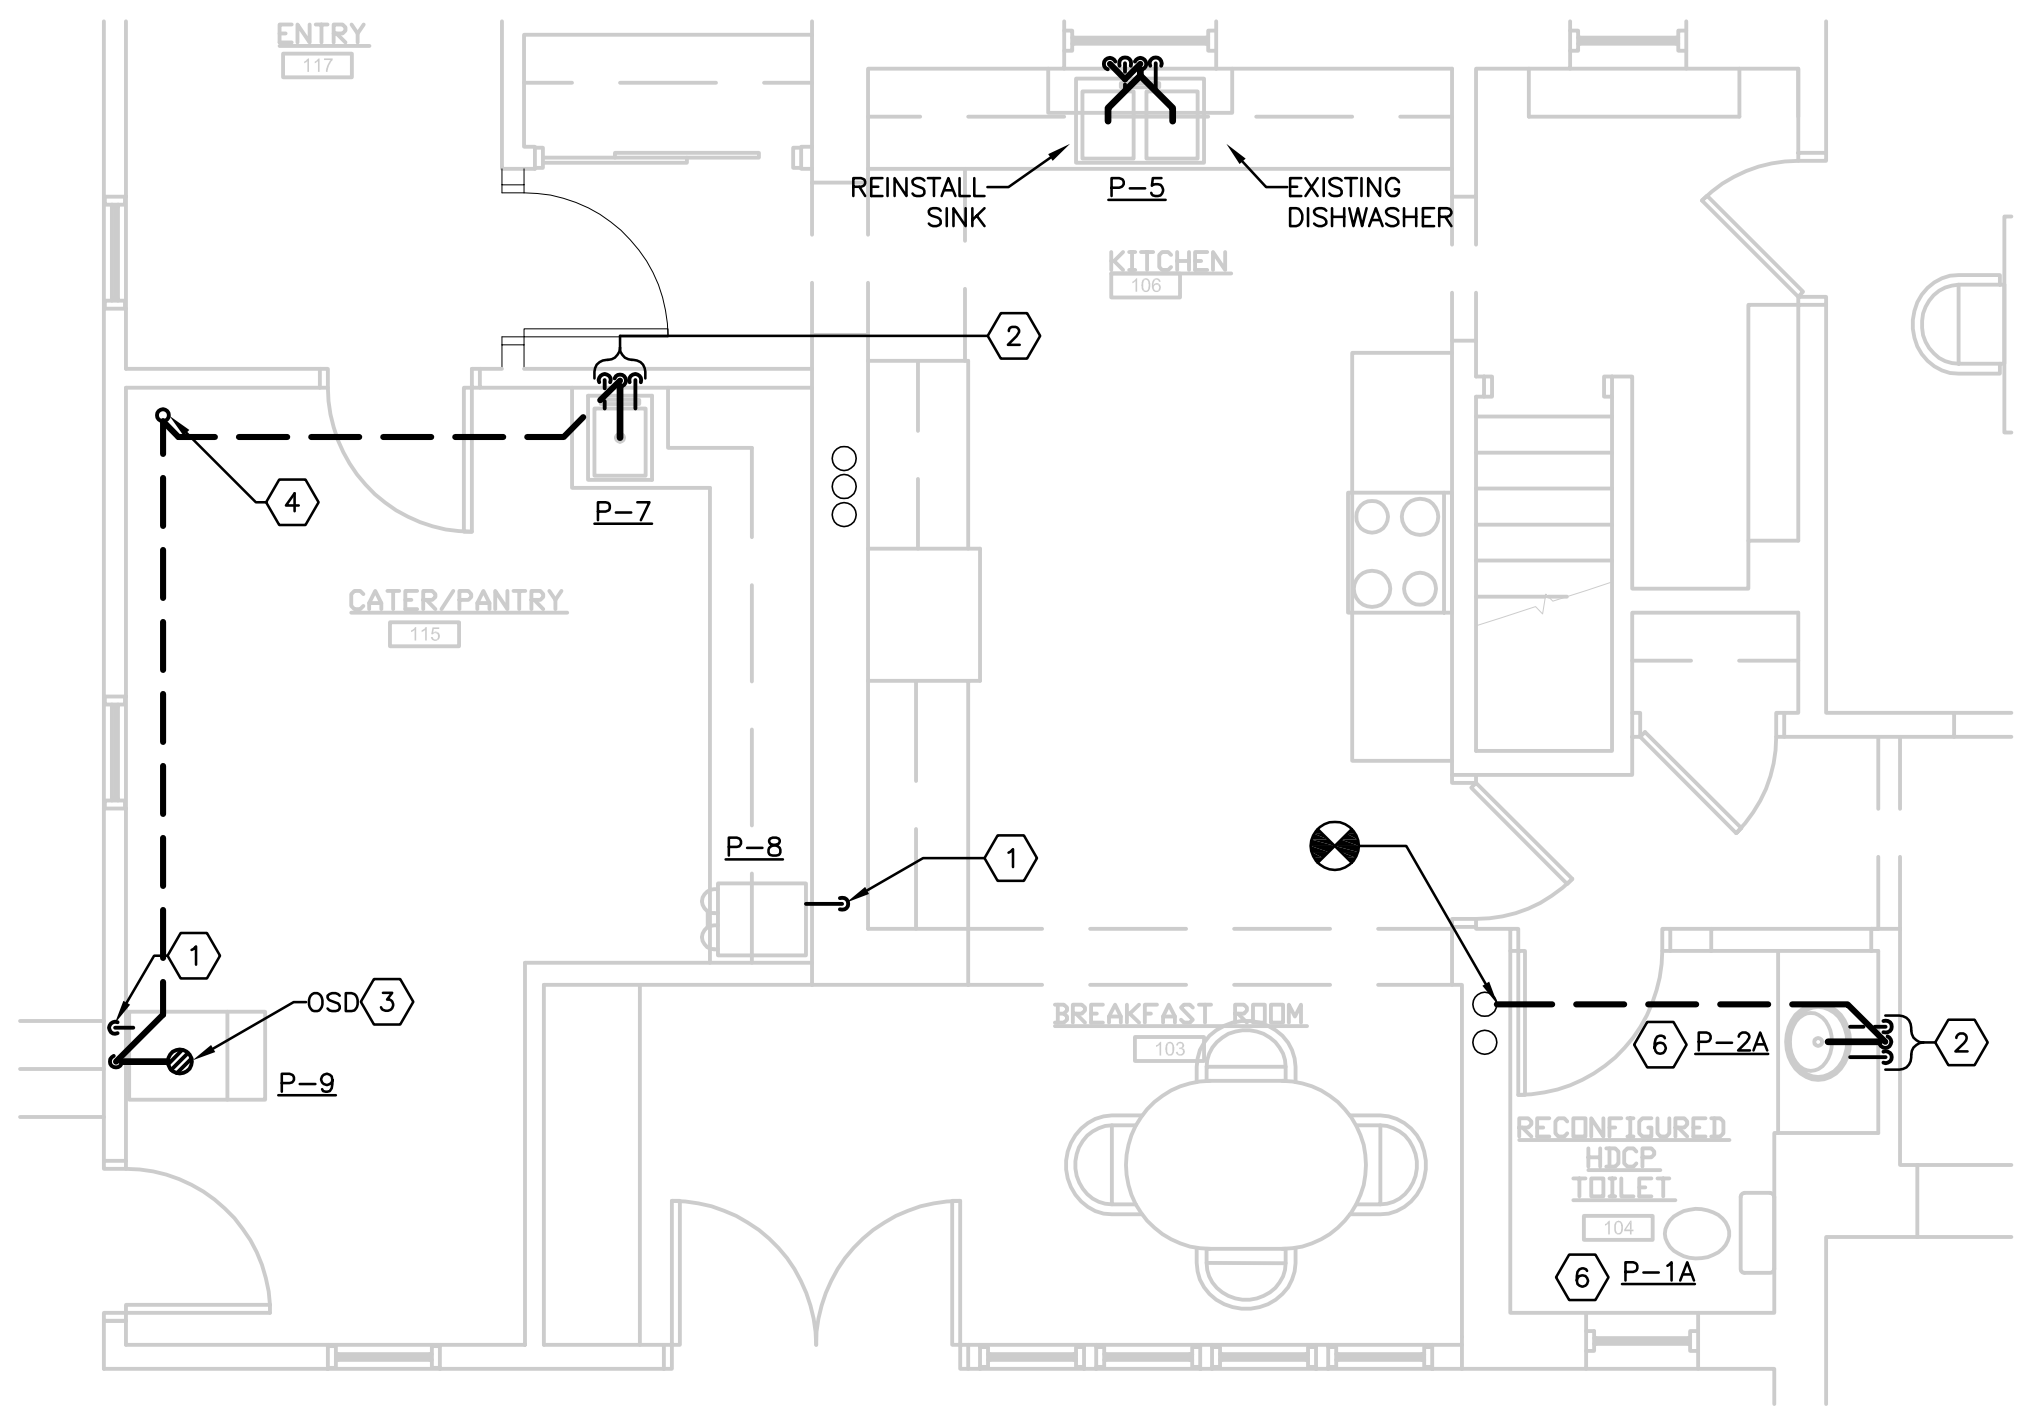 ENTRY
117
REINSTALL
SINK
P-5
EXISTING
DISHWASHER
KITCHEN
106
2
4
P-7
CATER/PANTRY
115
P-8
1
1
OSD
3
P-9
BREAKFAST ROOM
103
6
P-2A
2
RECONFIGURED
HDCP
TOILET
104
6
P-1A